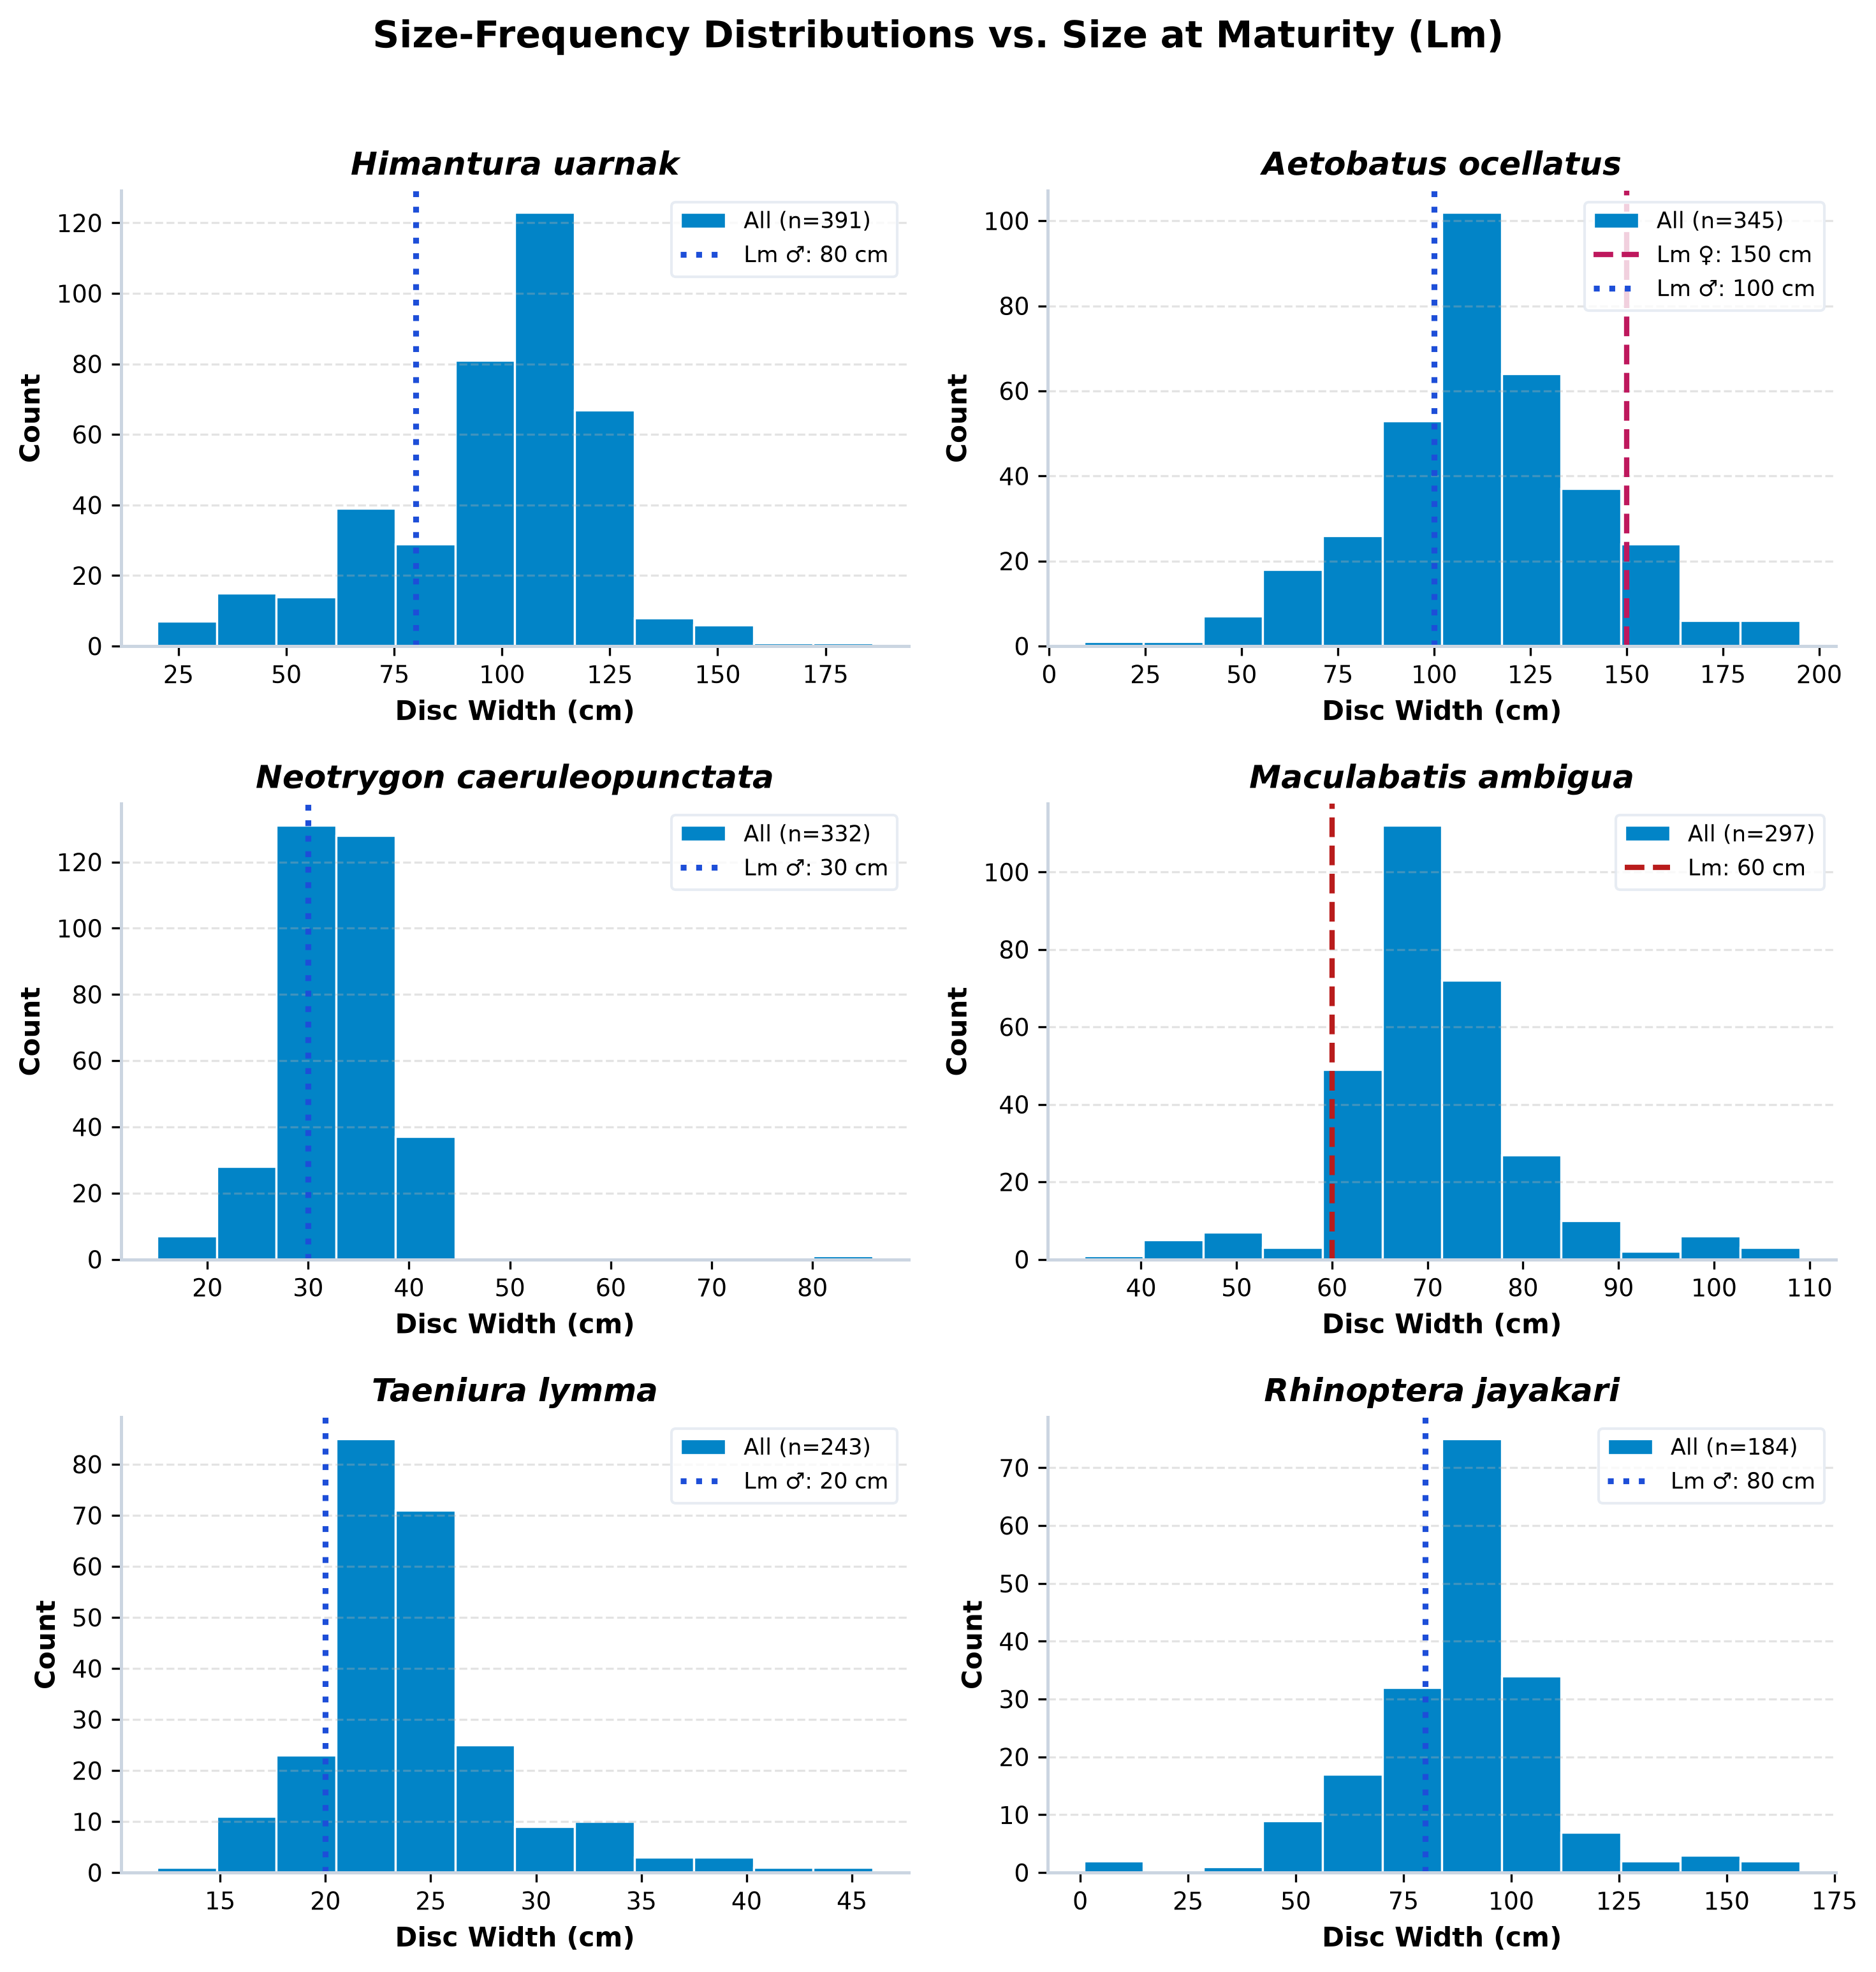 Size-Frequency Distributions vs. Size at Maturity (Lm)
Himantura uarnak
120
100
80
60
40
20
0
Count
All (n=391)
Lm ♂: 80 cm
25 50 75 100 125 150 175
Disc Width (cm)
Aetobatus ocellatus
100
80
60
40
20
0
Count
All (n=345)
Lm ♀: 150 cm
Lm ♂: 100 cm
0 25 50 75 100 125 150 175 200
Disc Width (cm)
Neotrygon caeruleopunctata
120
100
80
60
40
20
0
Count
All (n=332)
Lm ♂: 30 cm
20 30 40 50 60 70 80
Disc Width (cm)
Maculabatis ambigua
100
80
60
40
20
0
Count
All (n=297)
Lm: 60 cm
40 50 60 70 80 90 100 110
Disc Width (cm)
Taeniura lymma
80
70
60
50
40
30
20
10
0
Count
All (n=243)
Lm ♂: 20 cm
15 20 25 30 35 40 45
Disc Width (cm)
Rhinoptera jayakari
70
60
50
40
30
20
10
0
Count
All (n=184)
Lm ♂: 80 cm
0 25 50 75 100 125 150 175
Disc Width (cm)